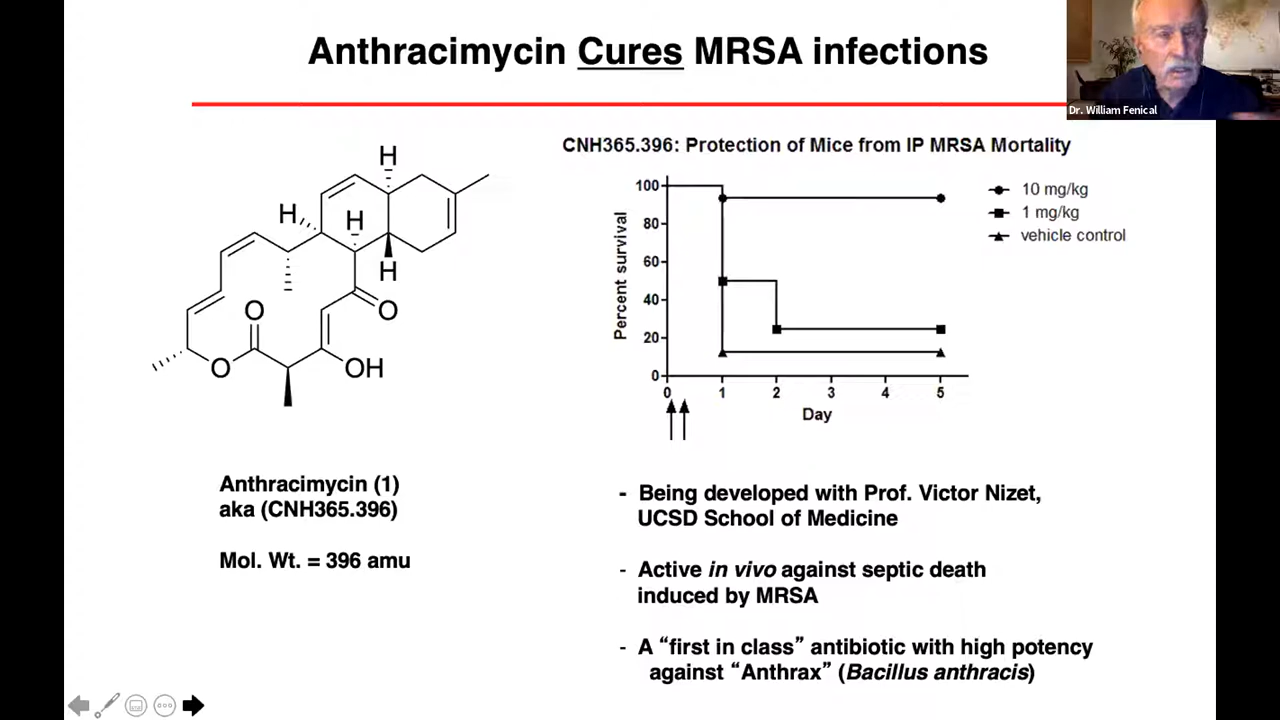 Anthracimycin Cures MRSA infections
Dr. William Fenical
H
H
H
H
O
O
O
OH
Anthracimycin (1)
aka (CNH365.396)
Mol. Wt. = 396 amu
CNH365.396: Protection of Mice from IP MRSA Mortality
Percent survival
100
80
60
40
20
0
0 1 2 3 4 5
Day
10 mg/kg
1 mg/kg
vehicle control
- Being developed with Prof. Victor Nizet,
UCSD School of Medicine
- Active in vivo against septic death
induced by MRSA
- A “first in class” antibiotic with high potency
against “Anthrax” (Bacillus anthracis)